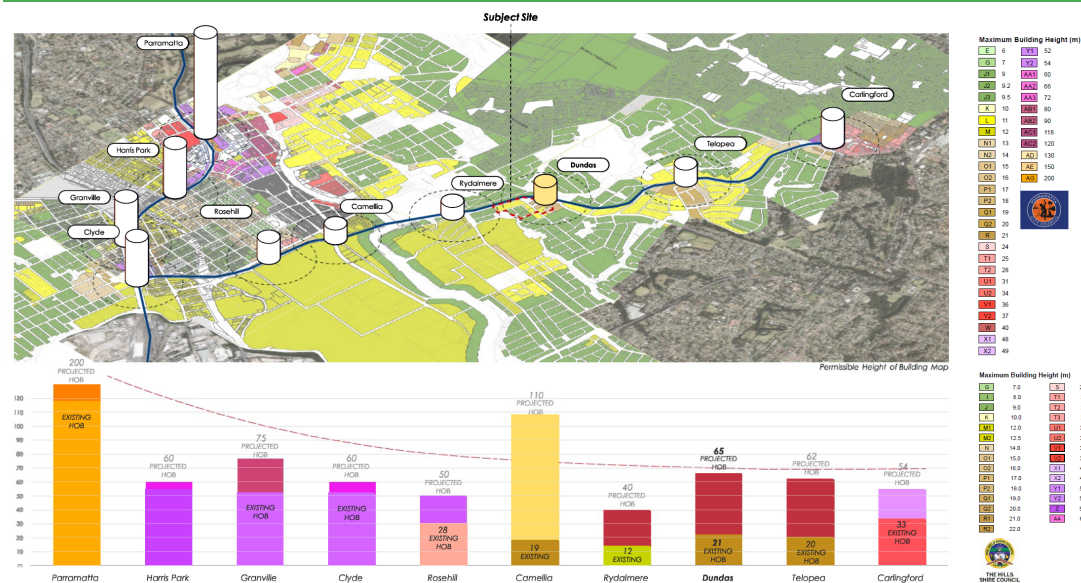 Subject Site
Parramatta
Harris Park
Granville
Clyde
Rosehill
Camellia
Rydalmere
Dundas
Telopea
Carlingford
Permissible Height of Building Map
Maximum Building Height (m)
E 6 Y1 52
G 7 Y2 54
J1 9 AA1 60
J2 9.2 AA2 66
J3 9.5 AA3 72
K 10 AB1 80
L 11 AB2 90
M 12 AC1 118
N1 13 AC2 120
N2 14 AD 130
O1 15 AE 150
O2 16 AG 200
P1 17
P2 18
Q1 19
Q2 20
R 21
S 24
T1 25
T2 28
U1 31
U2 34
V1 36
V2 37
W 40
X1 48
X2 49
Maximum Building Height (m)
G 7.0 S
I 8.0 T1
J 9.0 T2
K 10.0 T3
M1 12.0 U1
M2 12.5 U2
N 14.0
O1 15.0
O2 16.0 X1
P1 17.0 X2
P2 18.0 Y1
Q1 19.0 Y2
Q2 20.0 Z
R1 21.0 AA
R2 22.0
THE HILLS
SHIRE COUNCIL
120
110
100
90
80
70
60
50
40
30
20
10
200
PROJECTED
HOB
EXISTING
HOB
60
PROJECTED
HOB
75
PROJECTED
HOB
EXISTING
HOB
60
PROJECTED
HOB
EXISTING
HOB
50
PROJECTED
HOB
28
EXISTING
HOB
110
PROJECTED
HOB
19
EXISTING
40
PROJECTED
HOB
12
EXISTING
65
PROJECTED
HOB
21
EXISTING
HOB
62
PROJECTED
HOB
20
EXISTING
HOB
54
PROJECTED
HOB
33
EXISTING
HOB
Parramatta
Harris Park
Granville
Clyde
Rosehill
Camellia
Rydalmere
Dundas
Telopea
Carlingford